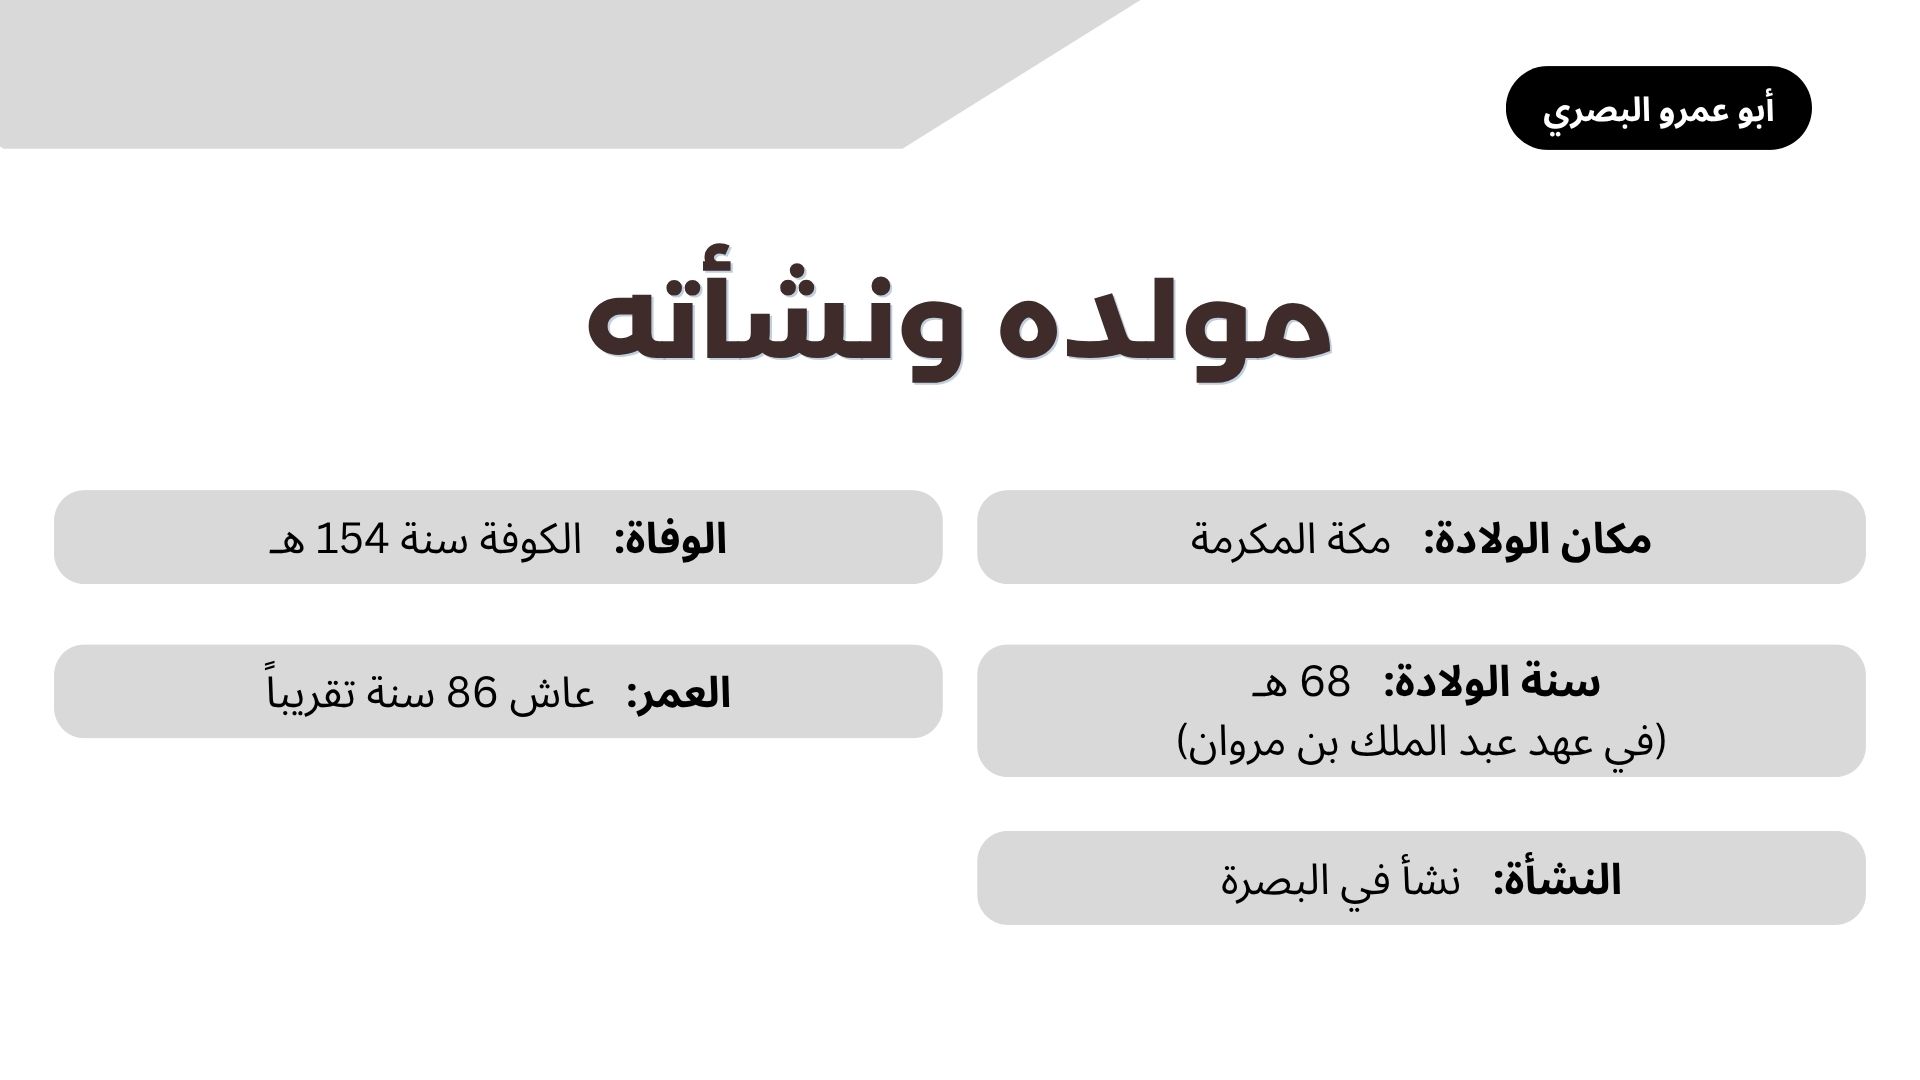 أبو عمرو البصري
مولده ونشأته
مكان الولادة: مكة المكرمة
سنة الولادة: 68 هـ
(في عهد عبد الملك بن مروان)
النشأة: نشأ في البصرة
الوفاة: الكوفة سنة 154 هـ
العمر: عاش 86 سنة تقريباً